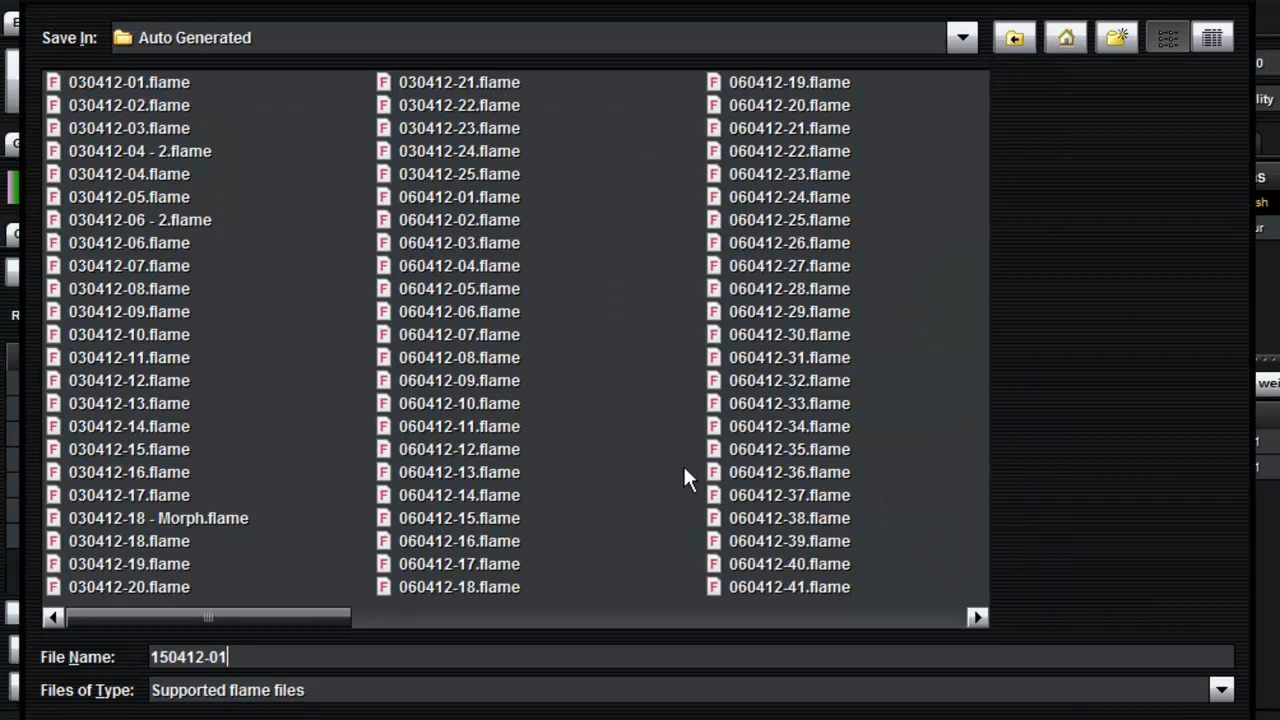 Save In: Auto Generated
030412-01.flame
030412-02.flame
030412-03.flame
030412-04 - 2.flame
030412-04.flame
030412-05.flame
030412-06 - 2.flame
030412-06.flame
030412-07.flame
030412-08.flame
030412-09.flame
030412-10.flame
030412-11.flame
030412-12.flame
030412-13.flame
030412-14.flame
030412-15.flame
030412-16.flame
030412-17.flame
030412-18 - Morph.flame
030412-18.flame
030412-19.flame
030412-20.flame
030412-21.flame
030412-22.flame
030412-23.flame
030412-24.flame
030412-25.flame
060412-01.flame
060412-02.flame
060412-03.flame
060412-04.flame
060412-05.flame
060412-06.flame
060412-07.flame
060412-08.flame
060412-09.flame
060412-10.flame
060412-11.flame
060412-12.flame
060412-13.flame
060412-14.flame
060412-15.flame
060412-16.flame
060412-17.flame
060412-18.flame
060412-19.flame
060412-20.flame
060412-21.flame
060412-22.flame
060412-23.flame
060412-24.flame
060412-25.flame
060412-26.flame
060412-27.flame
060412-28.flame
060412-29.flame
060412-30.flame
060412-31.flame
060412-32.flame
060412-33.flame
060412-34.flame
060412-35.flame
060412-36.flame
060412-37.flame
060412-38.flame
060412-39.flame
060412-40.flame
060412-41.flame
File Name: 150412-01
Files of Type: Supported flame files